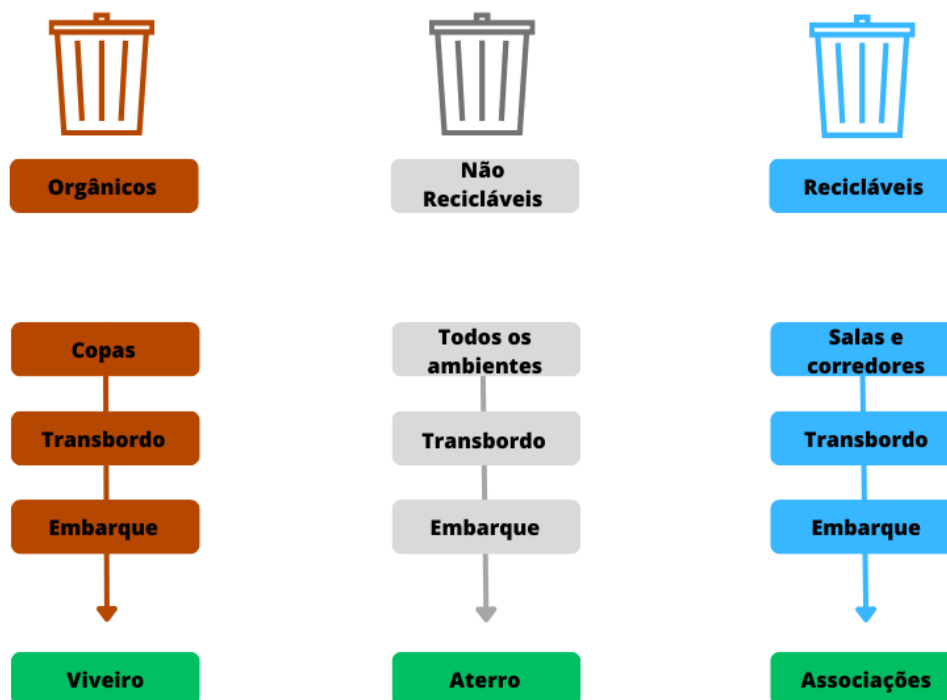 Orgânicos
Não
Recicláveis
Recicláveis
Copas
Todos os
ambientes
Salas e
corredores
Transbordo
Transbordo
Transbordo
Embarque
Embarque
Embarque
Viveiro
Aterro
Associações